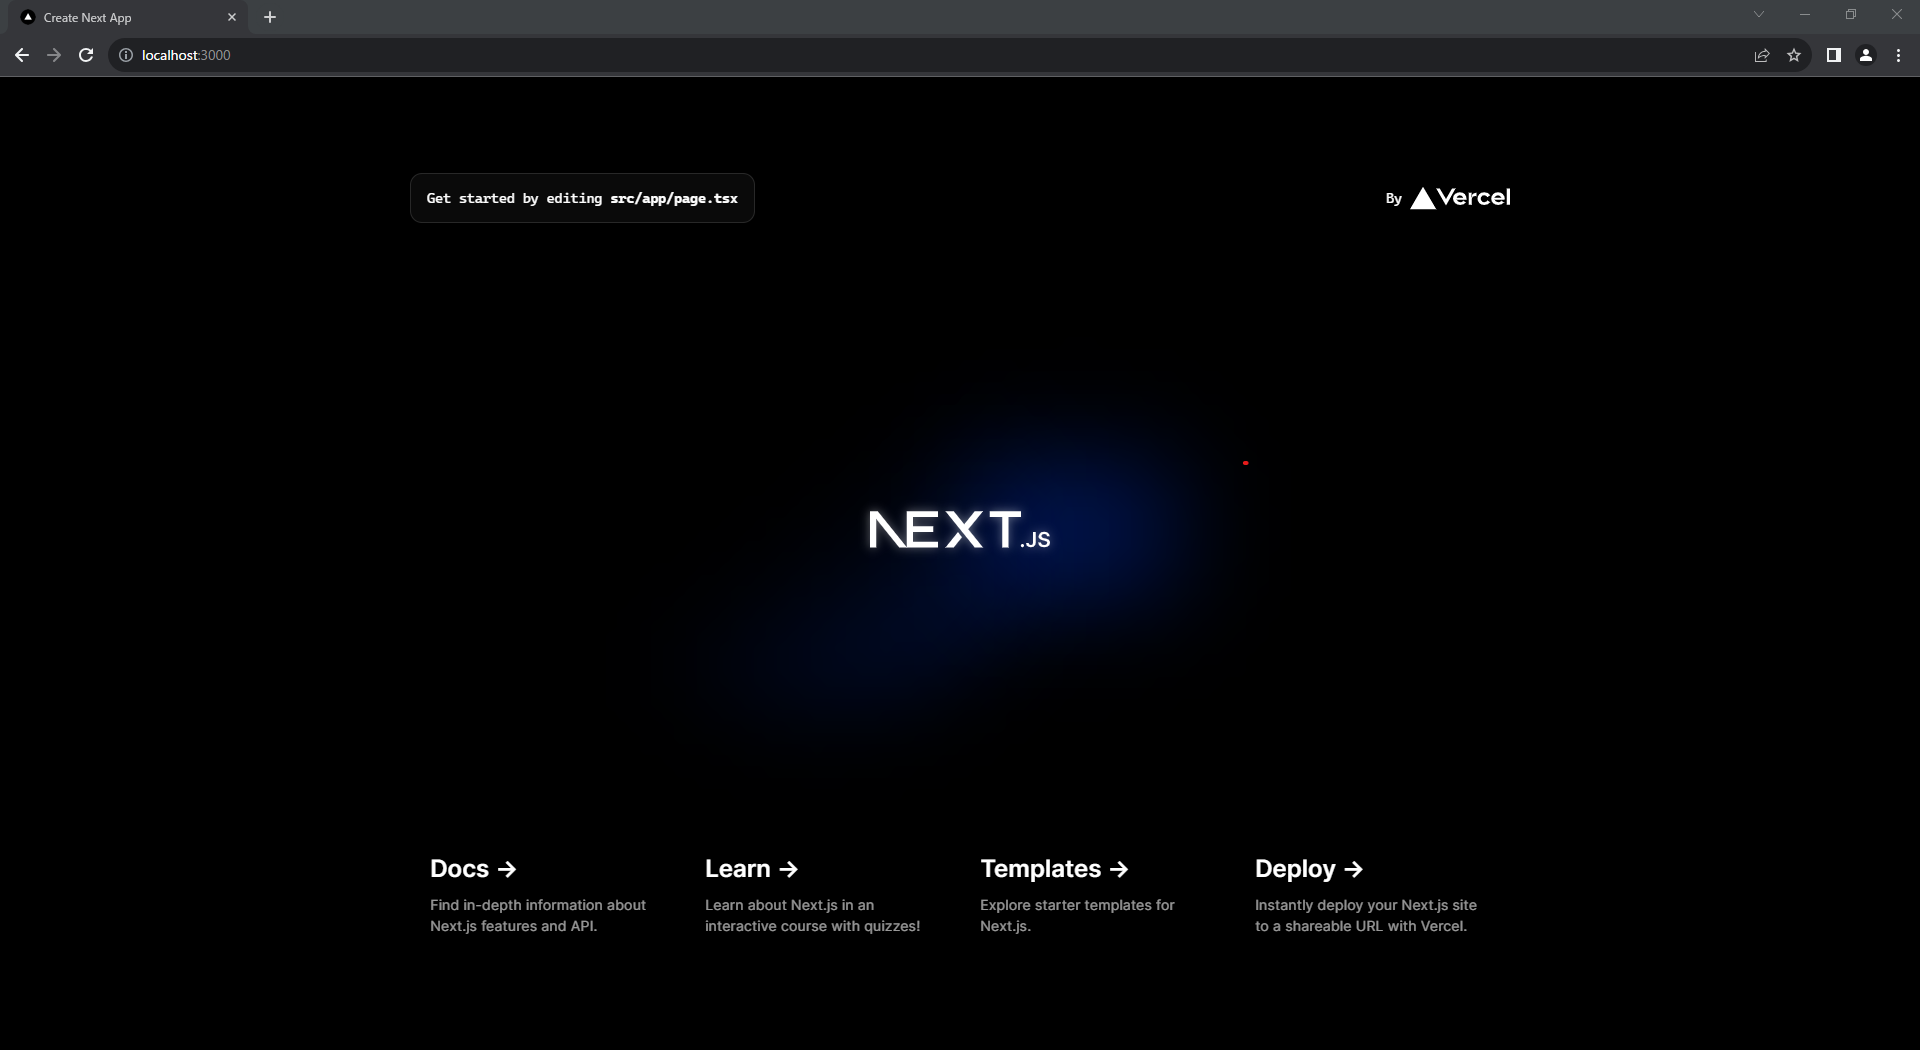 Create Next App
localhost:3000
Get started by editing src/app/page.tsx
By Vercel
NEXT.JS
Docs →
Find in-depth information about
Next.js features and API.
Learn →
Learn about Next.js in an
interactive course with quizzes!
Templates →
Explore starter templates for
Next.js.
Deploy →
Instantly deploy your Next.js site
to a shareable URL with Vercel.